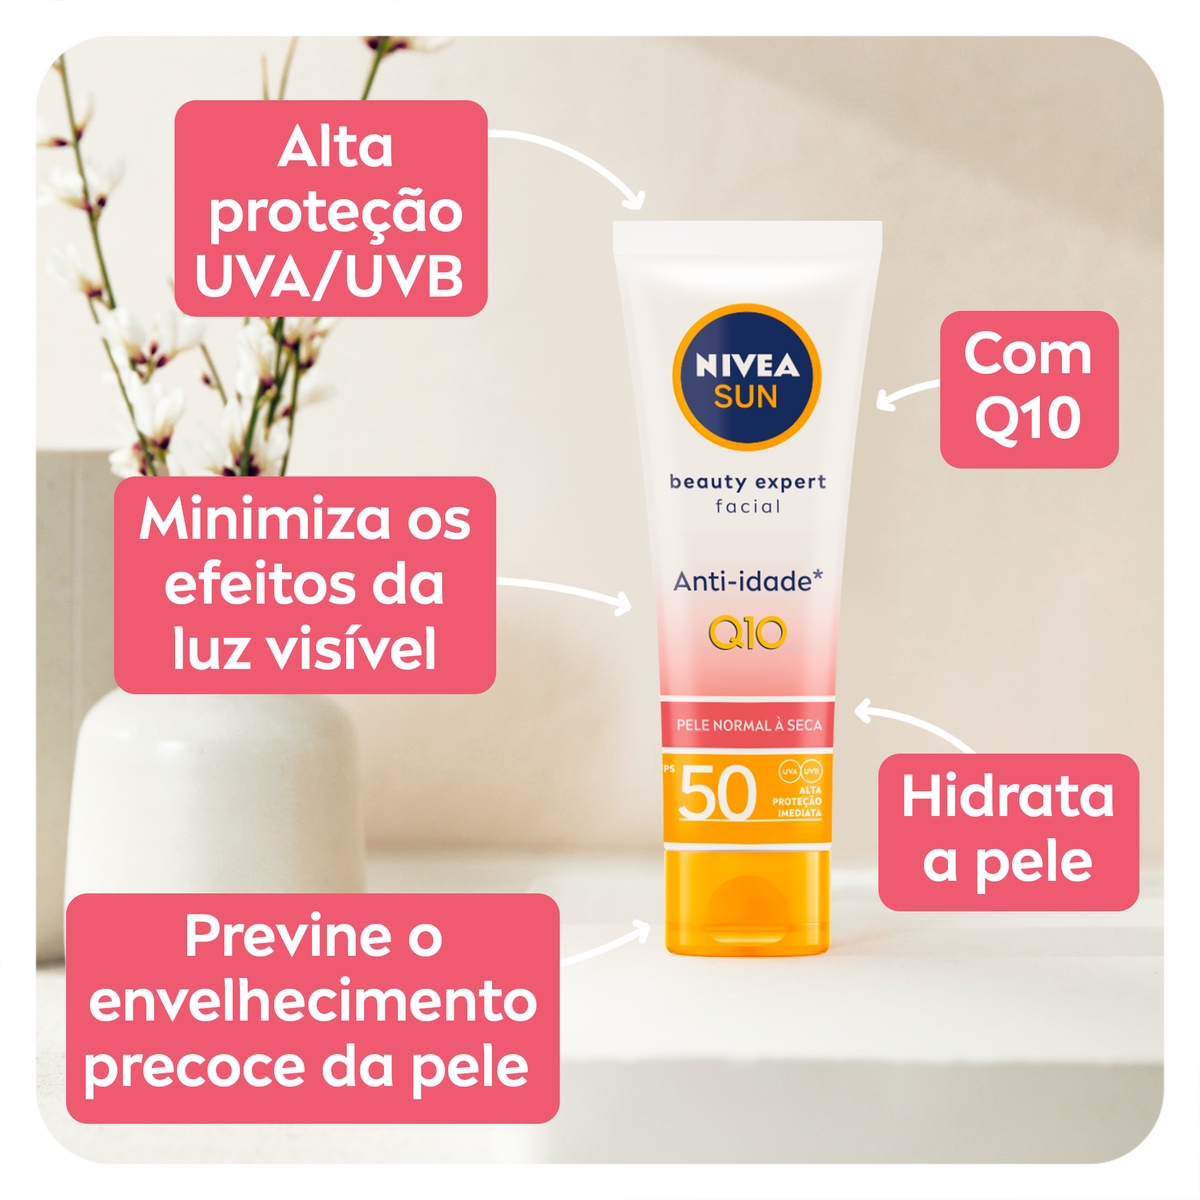 Alta
proteção
UVA/UVB
NIVEA
SUN
Com
Q10
beauty expert
facial
Minimiza os
efeitos da
luz visível
Anti-idade*
Q10
PELE NORMAL À SECA
FPS
50
UVA UVB
ALTA
PROTEÇÃO
IMEDIATA
Hidrata
a pele
Previne o
envelhecimento
precoce da pele